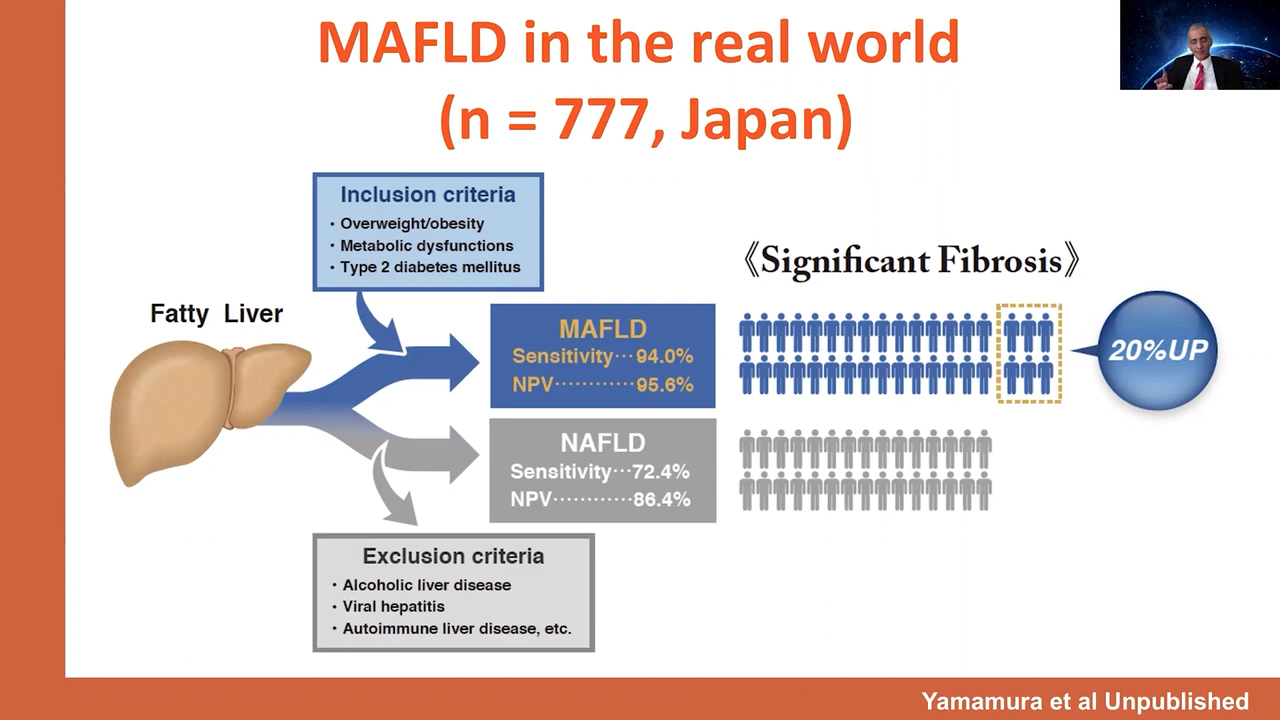 MAFLD in the real world
(n = 777, Japan)
Inclusion criteria
・Overweight/obesity
・Metabolic dysfunctions
・Type 2 diabetes mellitus
《Significant Fibrosis》
Fatty Liver
MAFLD
Sensitivity···94.0%
NPV············95.6%
20%UP
NAFLD
Sensitivity···72.4%
NPV············86.4%
Exclusion criteria
・Alcoholic liver disease
・Viral hepatitis
・Autoimmune liver disease, etc.
Yamamura et al Unpublished